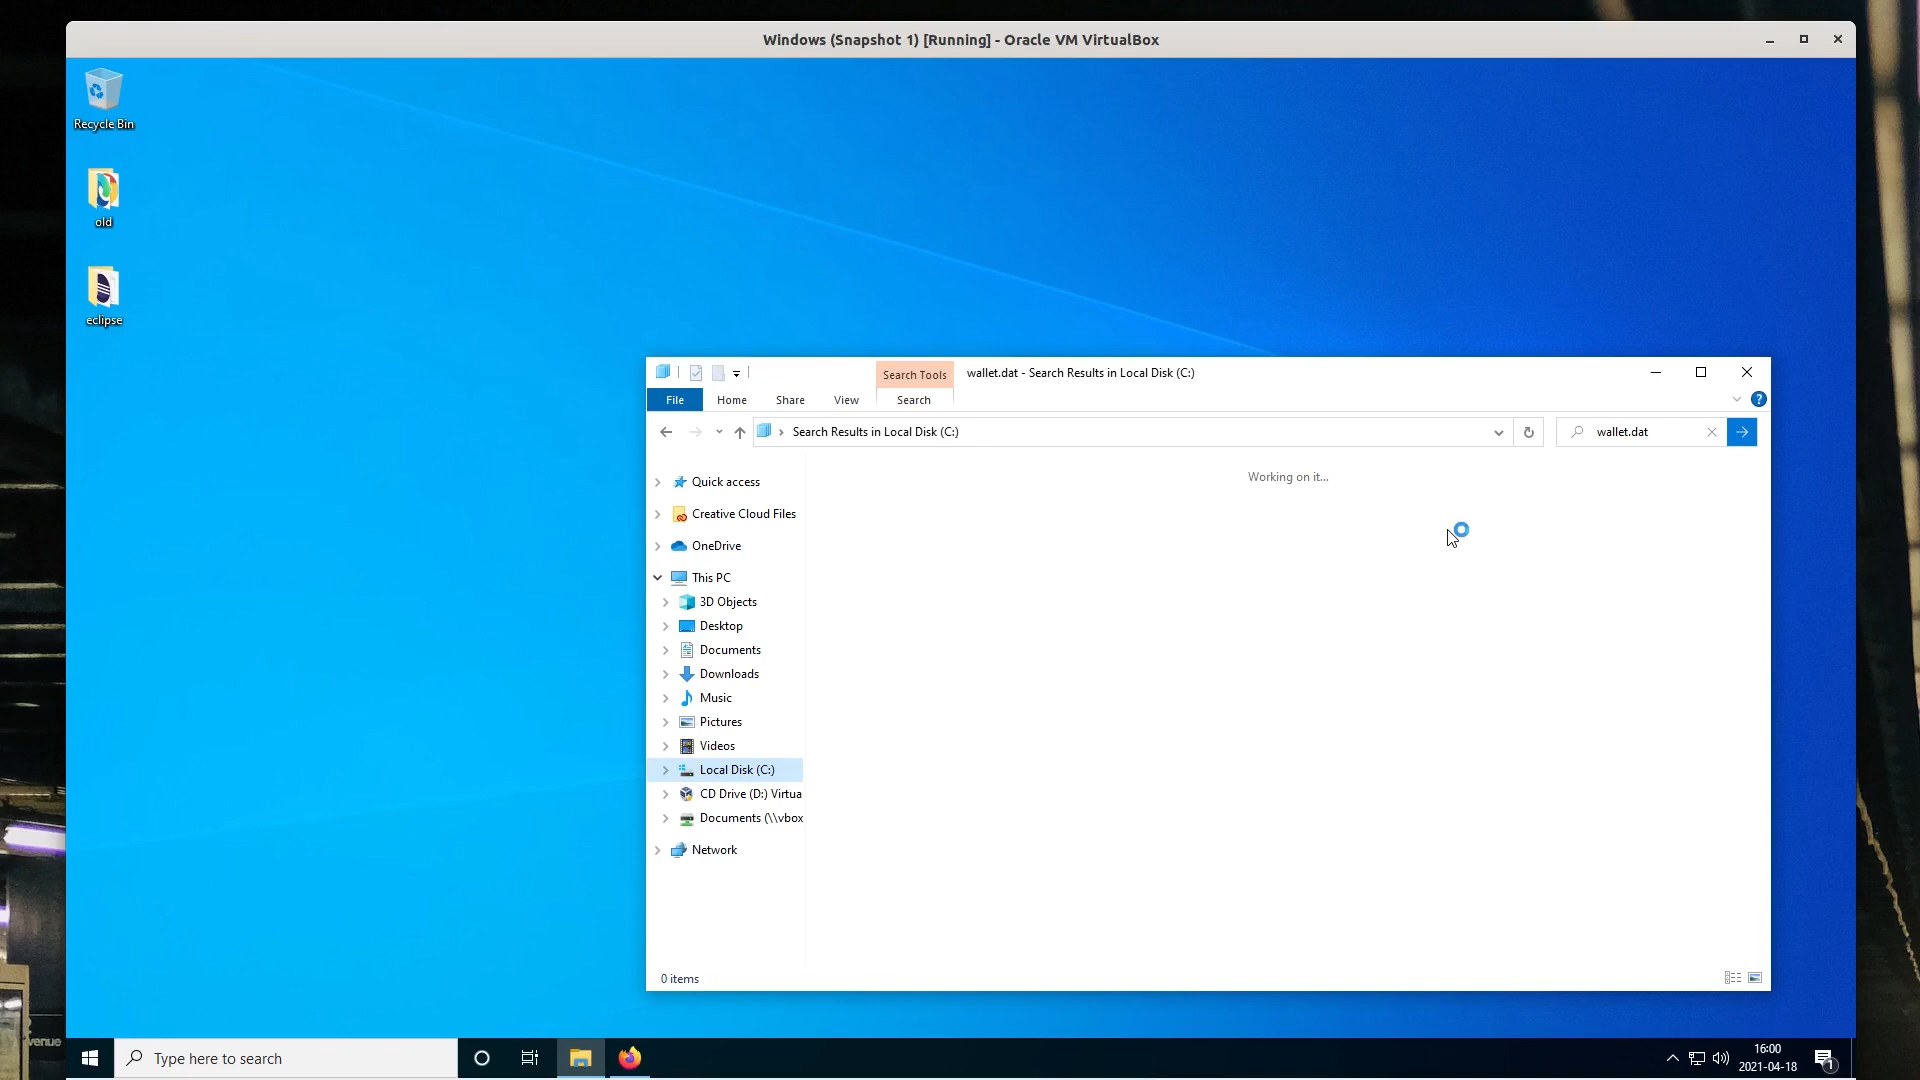 Windows (Snapshot 1) [Running] - Oracle VM VirtualBox
Recycle Bin
old
eclipse
Search Tools
wallet.dat - Search Results in Local Disk (C:)
File
Home
Share
View
Search
?
Search Results in Local Disk (C:)
wallet.dat
Working on it...
Quick access
Creative Cloud Files
OneDrive
This PC
3D Objects
Desktop
Documents
Downloads
Music
Pictures
Videos
Local Disk (C:)
CD Drive (D:) Virtua
Documents (\\vbox
Network
0 items
venue
Type here to search
16:00
2021-04-18
1